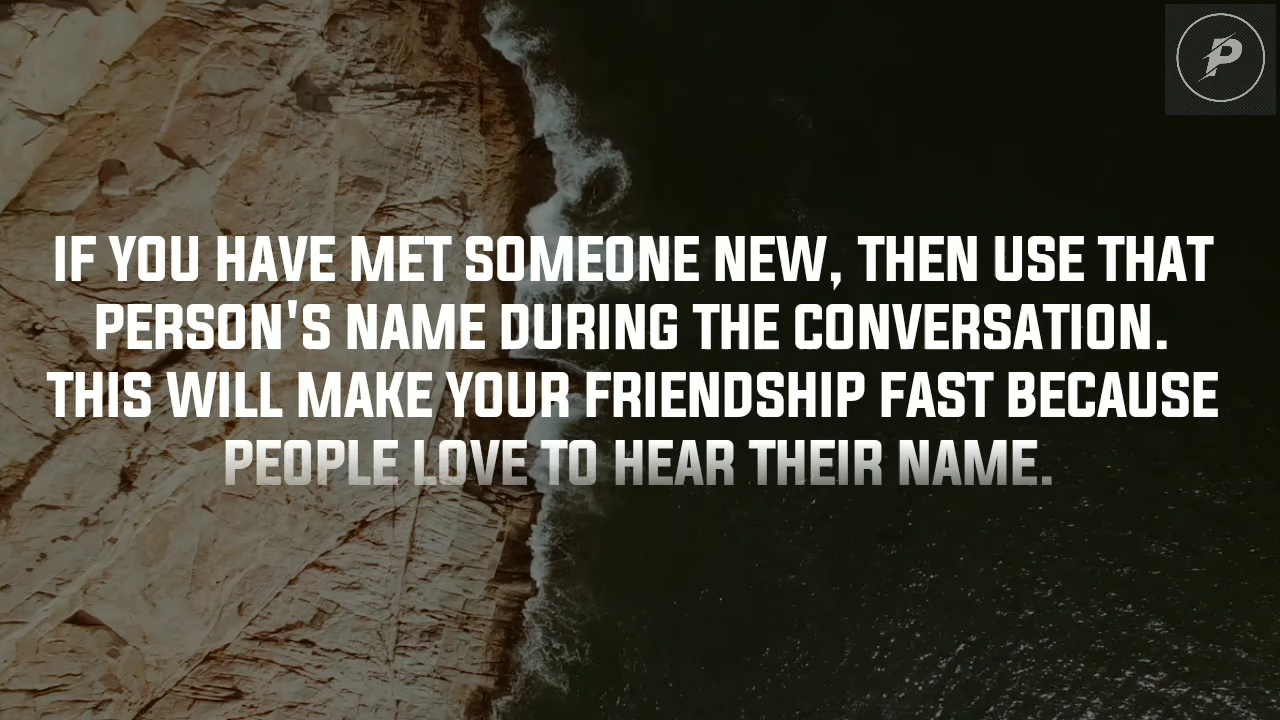 P
IF YOU HAVE MET SOMEONE NEW, THEN USE THAT
PERSON'S NAME DURING THE CONVERSATION.
THIS WILL MAKE YOUR FRIENDSHIP FAST BECAUSE
PEOPLE LOVE TO HEAR THEIR NAME.